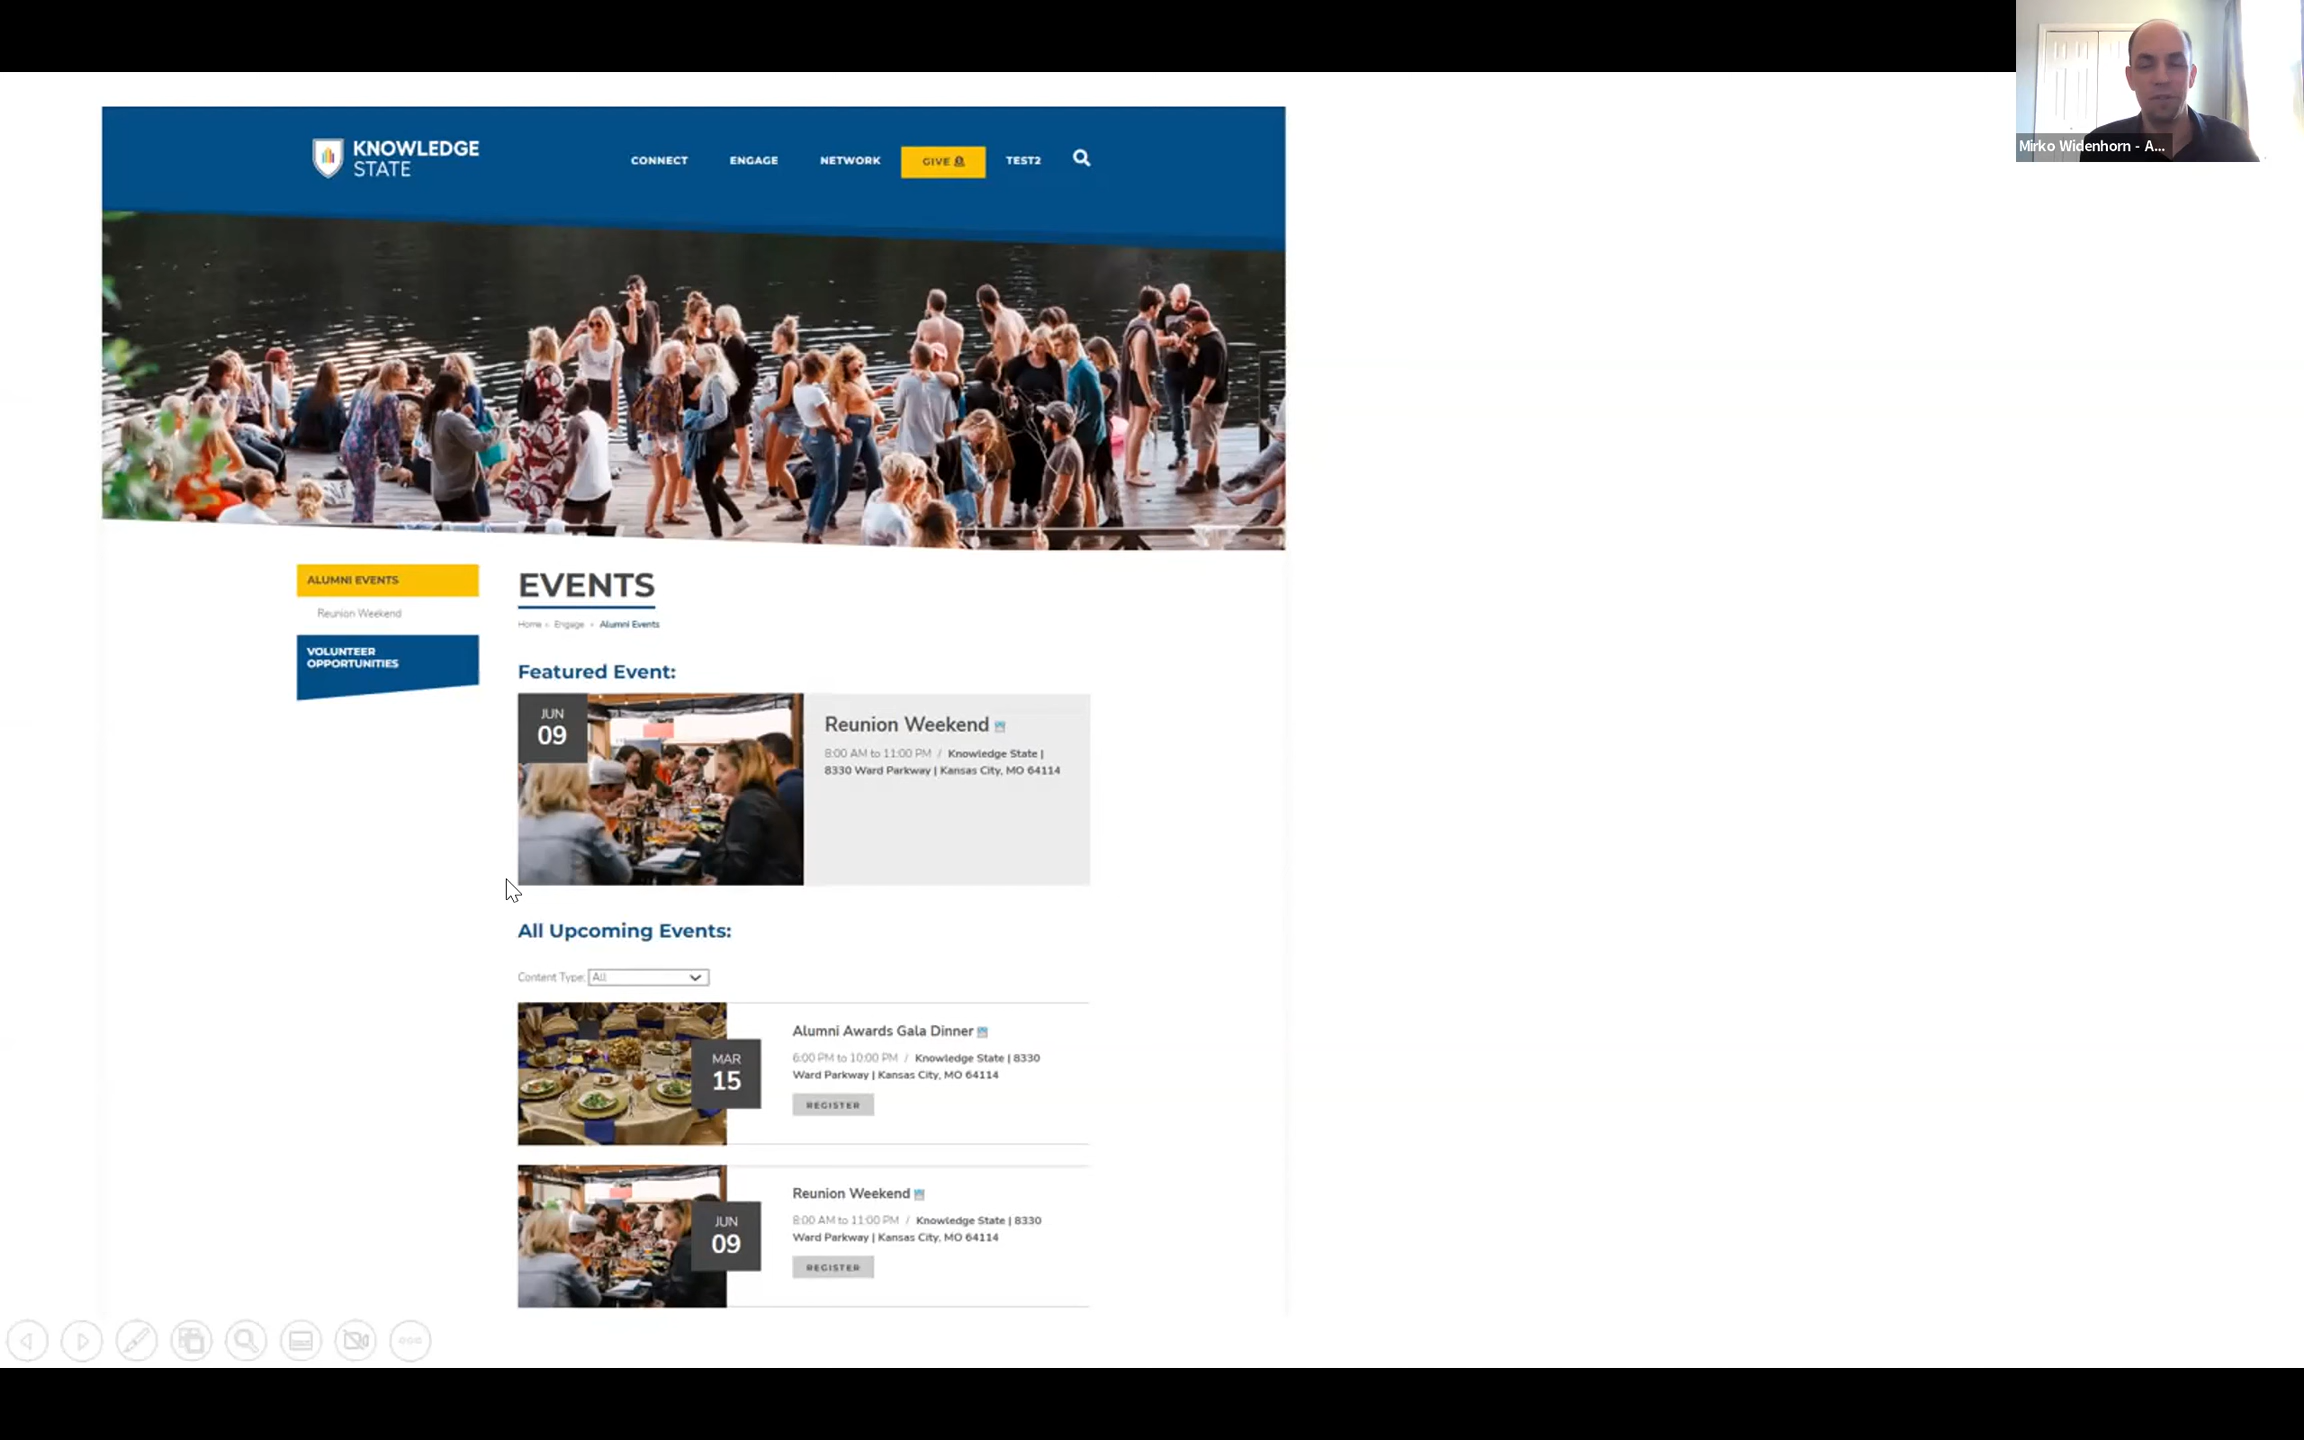 Mirko Widenhorn - A...
KNOWLEDGE
STATE
CONNECT
ENGAGE
NETWORK
GIVE
TEST2
ALUMNI EVENTS
Reunion Weekend
VOLUNTEER
OPPORTUNITIES
EVENTS
Home » Engage » Alumni Events
Featured Event:
JUN
09
Reunion Weekend
8:00 AM to 11:00 PM / Knowledge State |
8330 Ward Parkway | Kansas City, MO 64114
All Upcoming Events:
Content Type: All
MAR
15
Alumni Awards Gala Dinner
6:00 PM to 10:00 PM / Knowledge State | 8330
Ward Parkway | Kansas City, MO 64114
REGISTER
JUN
09
Reunion Weekend
8:00 AM to 11:00 PM / Knowledge State | 8330
Ward Parkway | Kansas City, MO 64114
REGISTER